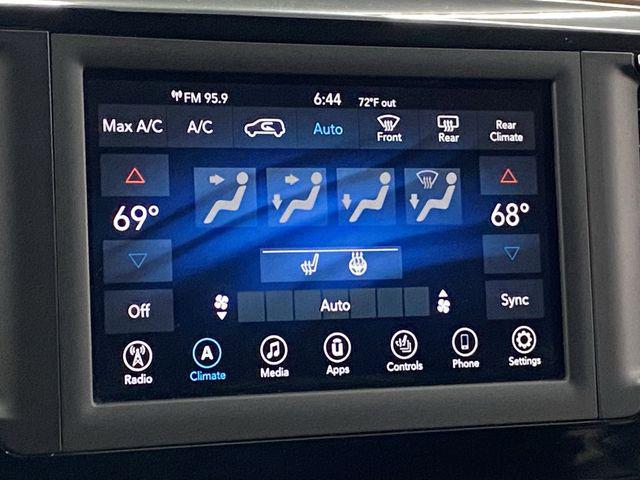 FM 95.9 6:44 72°F out
Max A/C A/C Auto Front Rear Rear Climate
69° 68°
Off Auto Sync
Radio Climate Media Apps Controls Phone Settings